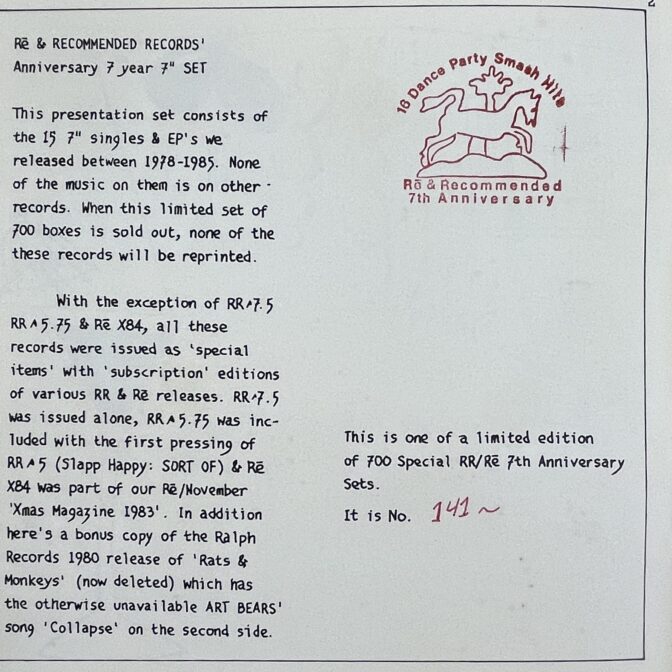 2
Rē & RECOMMENDED RECORDS'
Anniversary 7 year 7" SET
This presentation set consists of
the 15 7" singles & EP's we
released between 1978-1985. None
of the music on them is on other
records. When this limited set of
700 boxes is sold out, none of the
these records will be reprinted.
With the exception of RR^7.5
RR^5.75 & Rē X84, all these
records were issued as 'special
items' with 'subscription' editions
of various RR & Rē releases. RR^7.5
was issued alone, RR^5.75 was inc-
luded with the first pressing of
RR^5 (Slapp Happy: SORT OF) & Rē
X84 was part of our Rē/November
'Xmas Magazine 1983'. In addition
here's a bonus copy of the Ralph
Records 1980 release of 'Rats &
Monkeys' (now deleted) which has
the otherwise unavailable ART BEARS'
song 'Collapse' on the second side.
16 Dance Party Smash Hits
Rē & Recommended
7th Anniversary
This is one of a limited edition
of 700 Special RR/Rē 7th Anniversary
Sets.
It is No. 141~